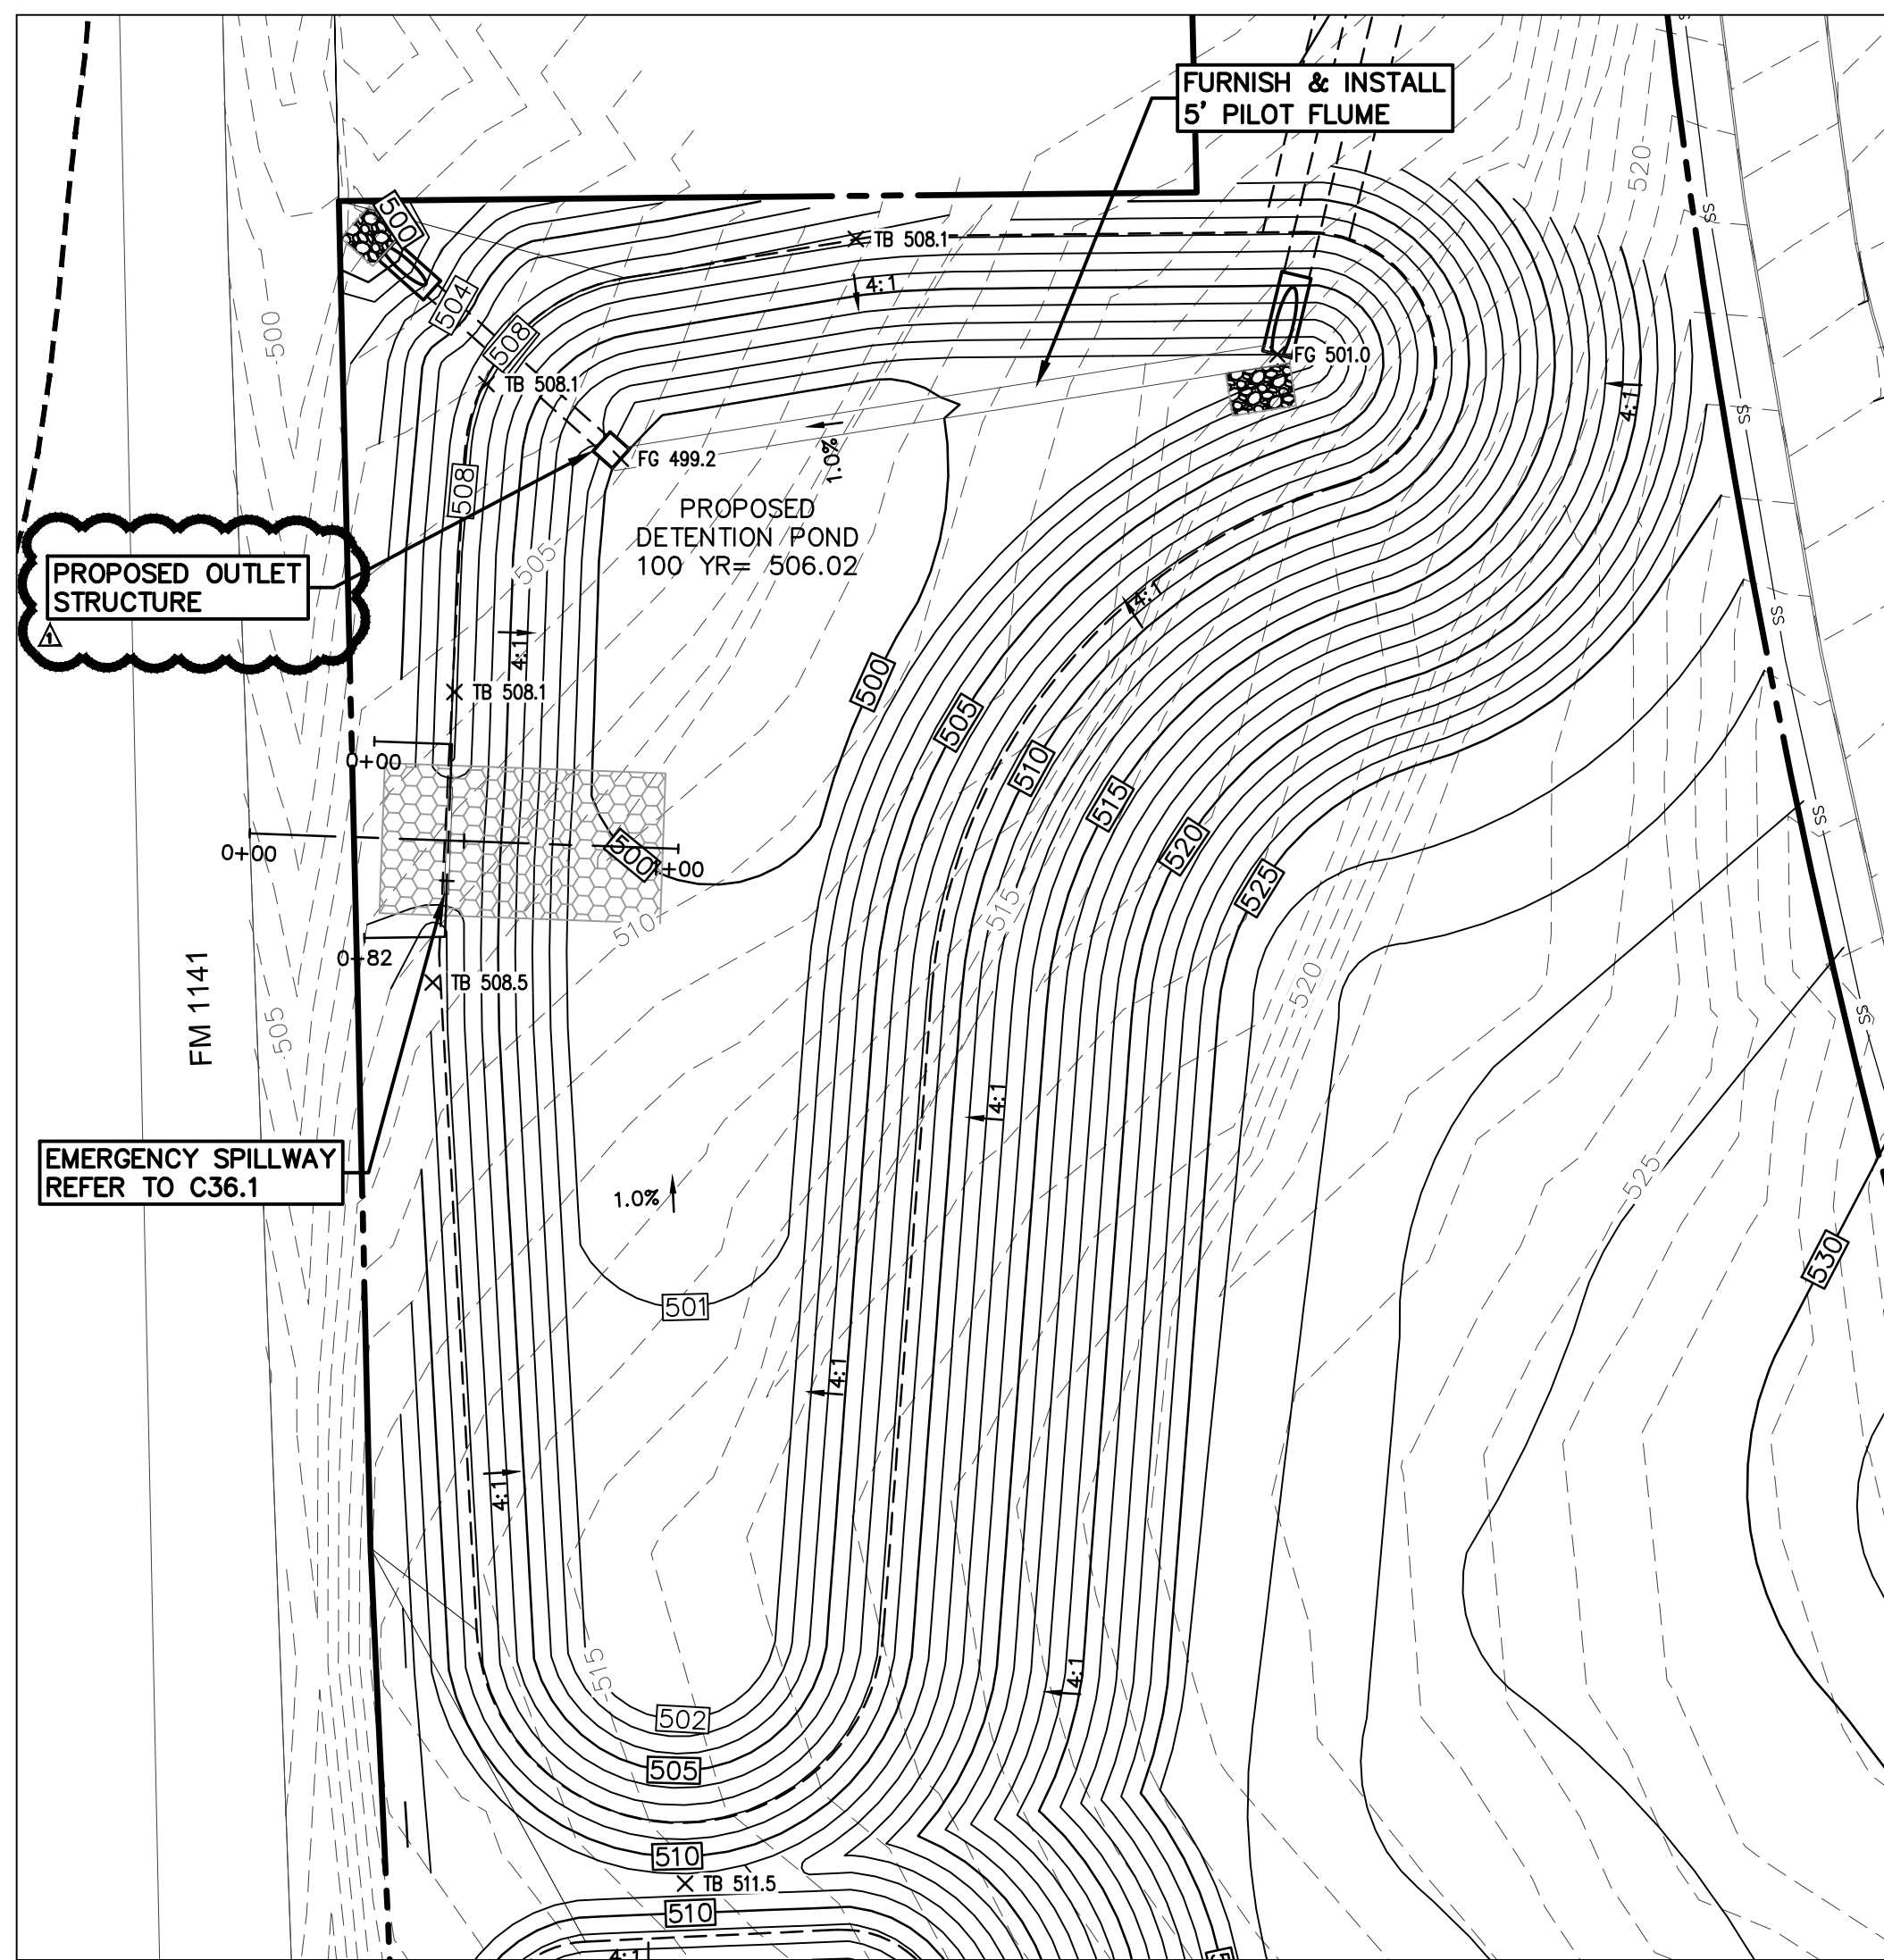 FURNISH & INSTALL
5' PILOT FLUME
520
SS
500
504
508
TB 508.1
4:1
500
TB 508.1
FG 501.0
4:1
SS
508
FG 499.2
1.0%
PROPOSED
DETENTION POND
100 YR= 506.02
505
PROPOSED OUTLET
STRUCTURE
1
4:1
4:1
SS
TB 508.1
500
505
510
515
520
525
0+00
0+00
500
1+00
SS
510
515
0+82
TB 508.5
520
FM 1141
505
SS
4:1
EMERGENCY SPILLWAY
REFER TO C36.1
1.0%
525
530
501
4:1
4:1
515
4:1
502
505
510
TB 511.5
510
4:1